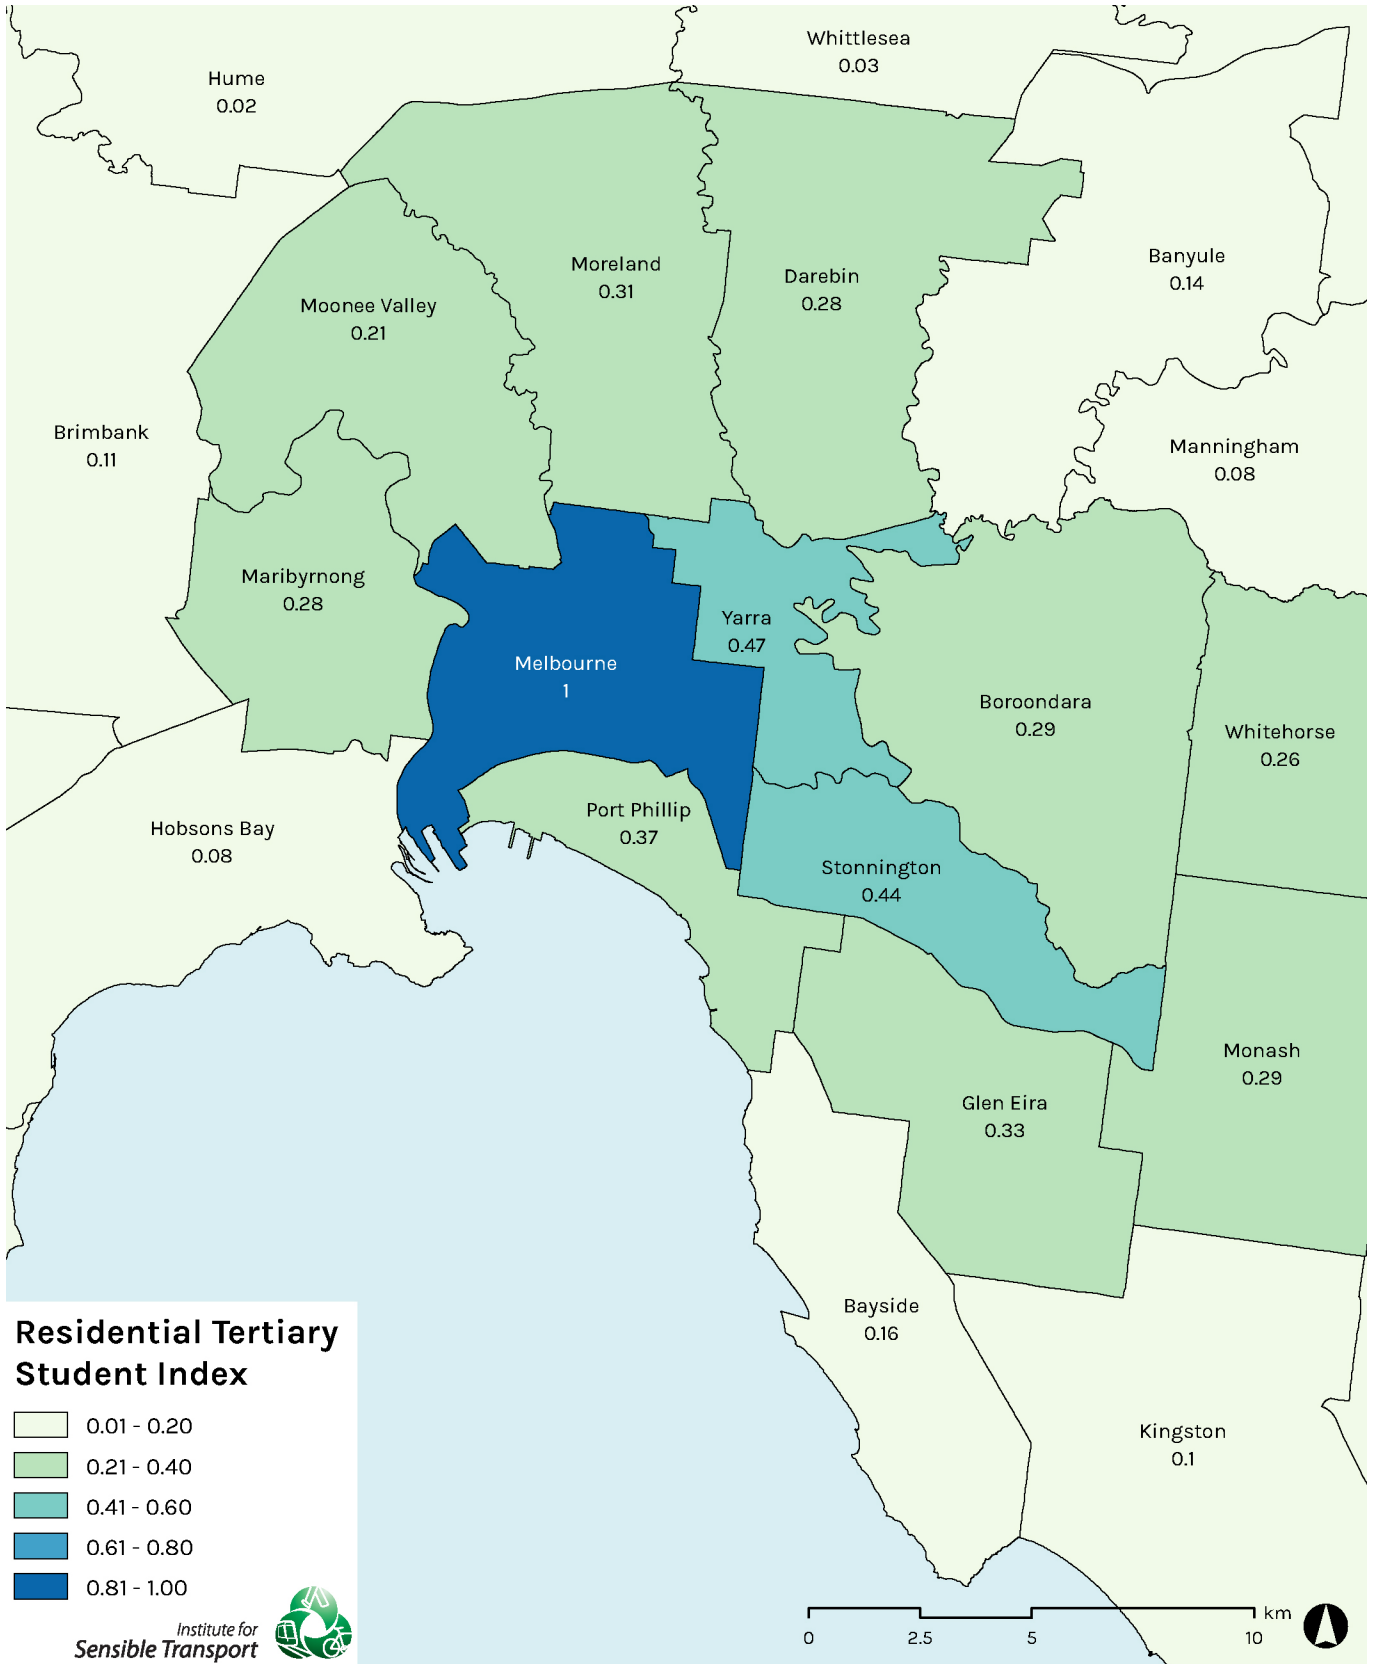 Whittlesea
0.03
Hume
0.02
Banyule
0.14
Moreland
0.31
Darebin
0.28
Moonee Valley
0.21
Brimbank
0.11
Manningham
0.08
Maribyrnong
0.28
Yarra
0.47
Melbourne
1
Boroondara
0.29
Whitehorse
0.26
Port Phillip
0.37
Hobsons Bay
0.08
Stonnington
0.44
Monash
0.29
Glen Eira
0.33
Bayside
0.16
Kingston
0.1
Residential Tertiary
Student Index
0.01 - 0.20
0.21 - 0.40
0.41 - 0.60
0.61 - 0.80
0.81 - 1.00
Institute for
Sensible Transport
km
0 2.5 5 10